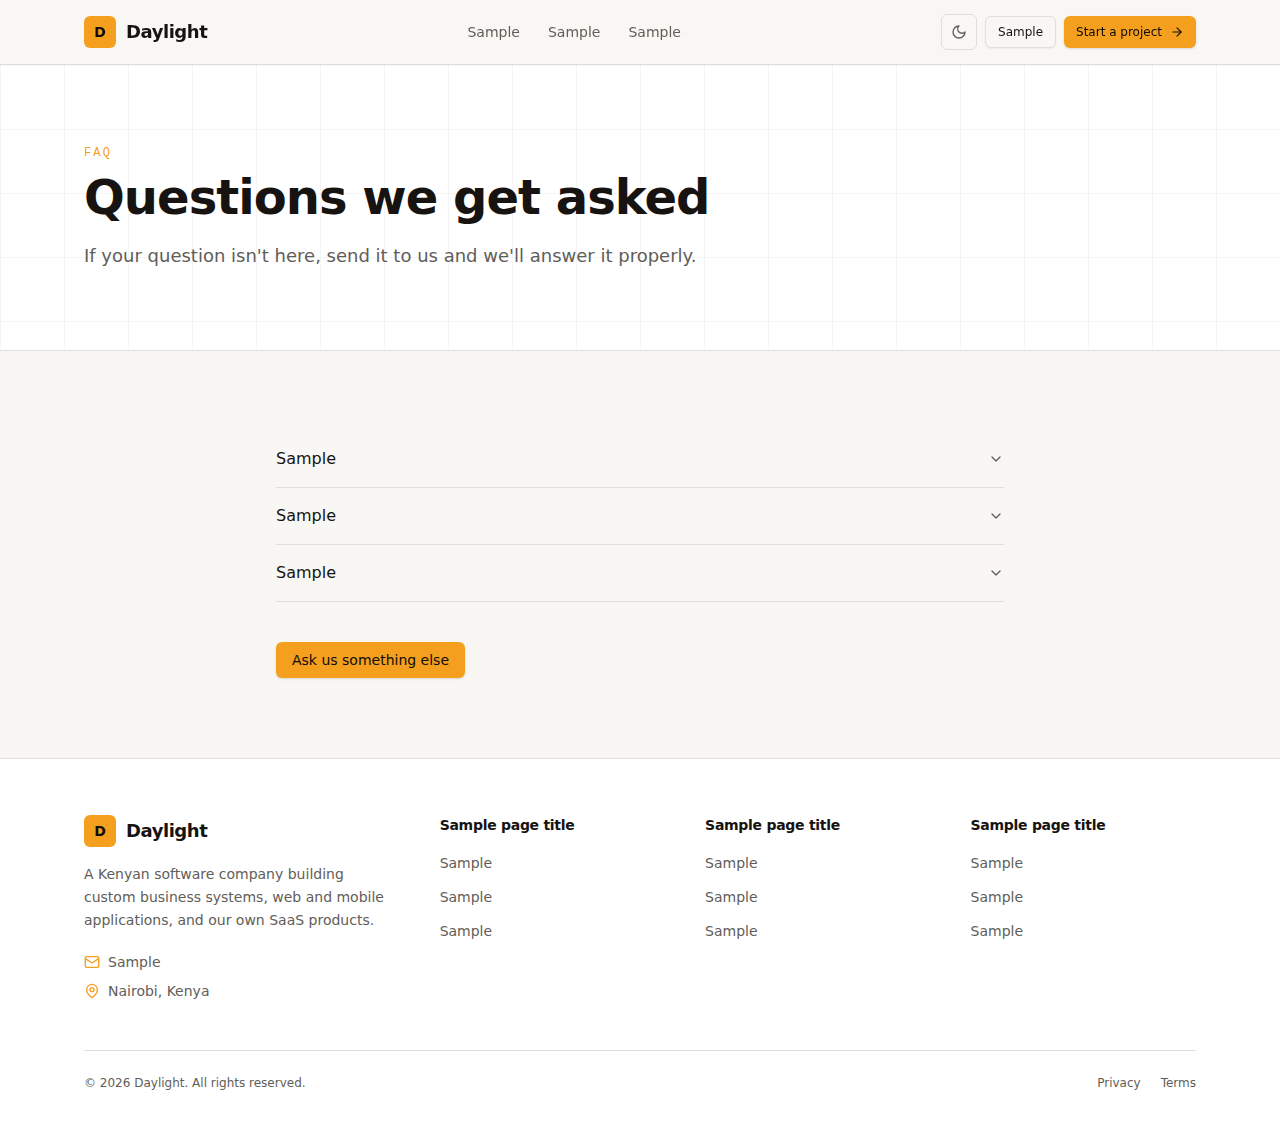 D Daylight Sample Sample Sample Sample Start a project
FAQ
Questions we get asked
If your question isn't here, send it to us and we'll answer it properly.
Sample
Sample
Sample
Ask us something else
D Daylight
A Kenyan software company building
custom business systems, web and mobile
applications, and our own SaaS products.
Sample
Nairobi, Kenya
Sample page title
Sample
Sample
Sample
Sample page title
Sample
Sample
Sample
Sample page title
Sample
Sample
Sample
© 2026 Daylight. All rights reserved. Privacy Terms